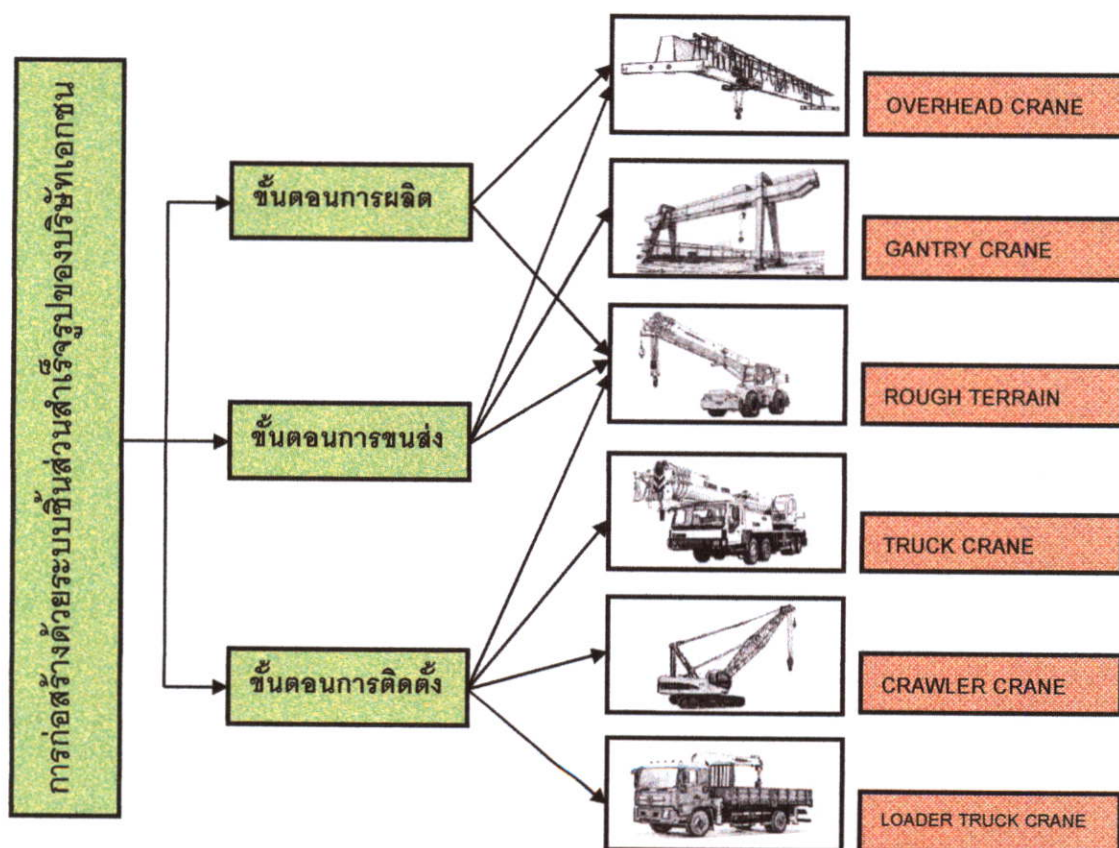 การก่อสร้างด้วยระบบชิ้นส่วนสำเร็จรูปของบริษัทเอกชน
ขั้นตอนการผลิต
ขั้นตอนการขนส่ง
ขั้นตอนการติดตั้ง
OVERHEAD CRANE
GANTRY CRANE
ROUGH TERRAIN
TRUCK CRANE
CRAWLER CRANE
LOADER TRUCK CRANE